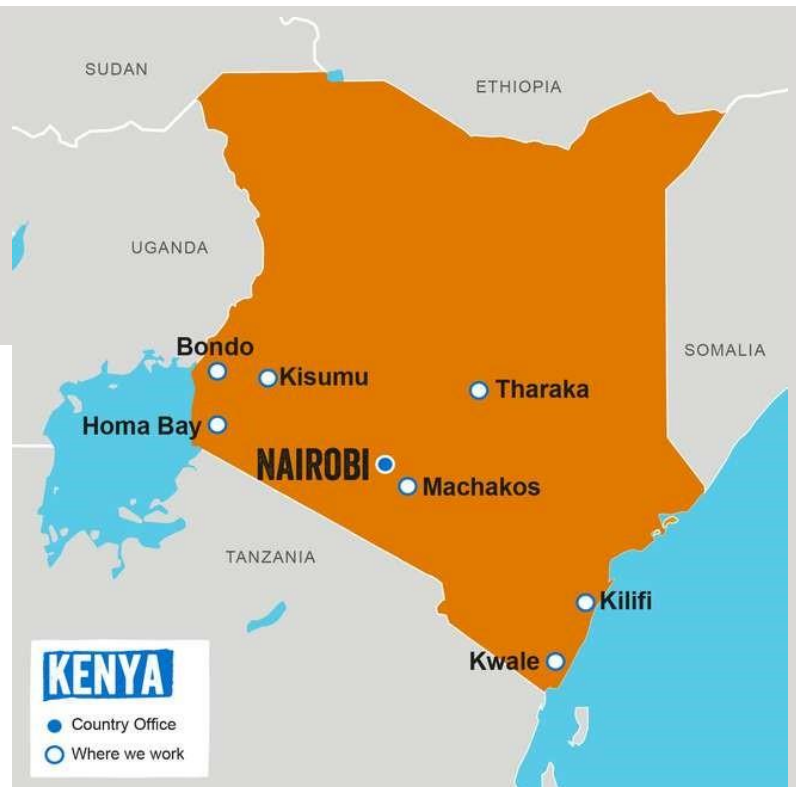 SUDAN
ETHIOPIA
UGANDA
SOMALIA
Bondo
Kisumu
Tharaka
Homa Bay
NAIROBI
Machakos
TANZANIA
Kilifi
Kwale
KENYA
Country Office
Where we work